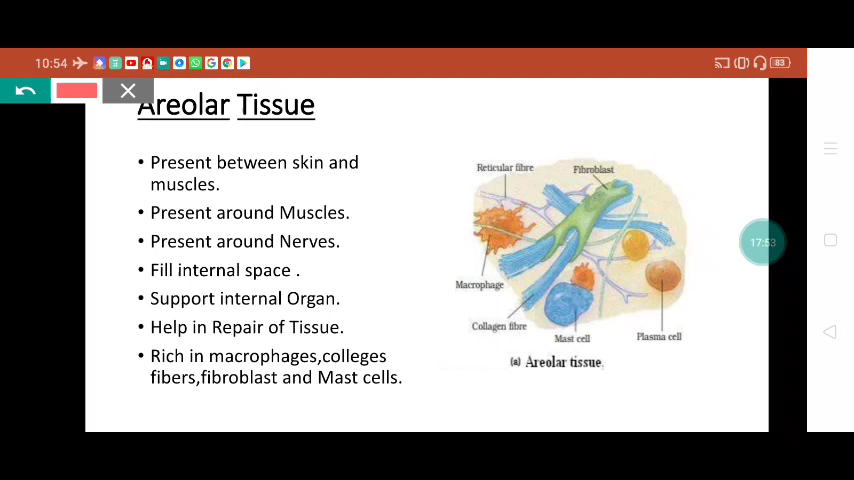 10:54
83
Areolar Tissue
• Present between skin and
muscles.
• Present around Muscles.
• Present around Nerves.
• Fill internal space .
• Support internal Organ.
• Help in Repair of Tissue.
• Rich in macrophages,colleges
fibers,fibroblast and Mast cells.
Reticular fibre
Fibroblast
Macrophage
Collagen fibre
Mast cell
Plasma cell
(a) Areolar tissue.
17:53